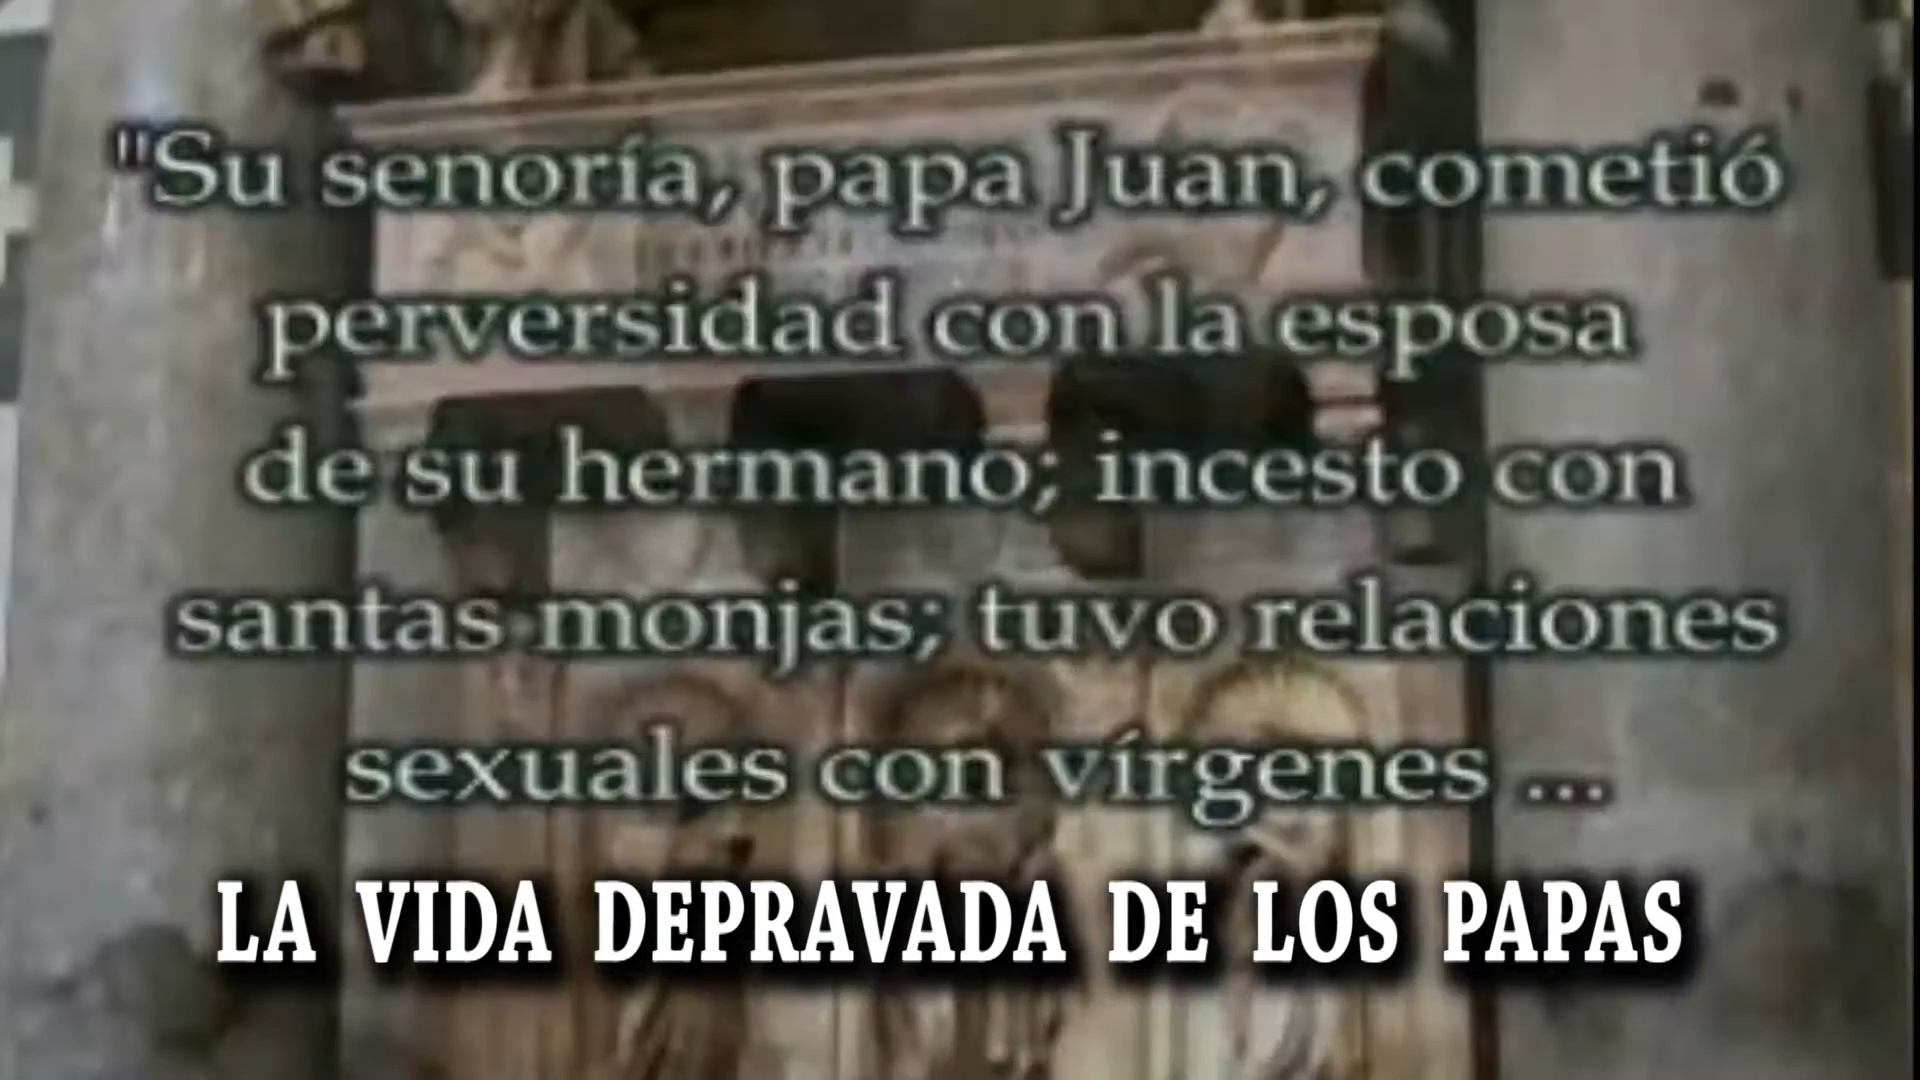 "Su senoría, papa Juan, cometió
perversidad con la esposa
de su hermano; incesto con
santas monjas; tuvo relaciones
sexuales con vírgenes ...
LA VIDA DEPRAVADA DE LOS PAPAS